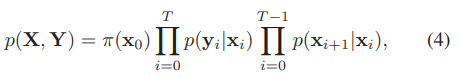 p(X, Y) = π(x₀) ∏_{i=0}^{T} p(yᵢ|xᵢ) ∏_{i=0}^{T−1} p(xᵢ₊₁|xᵢ), (4)